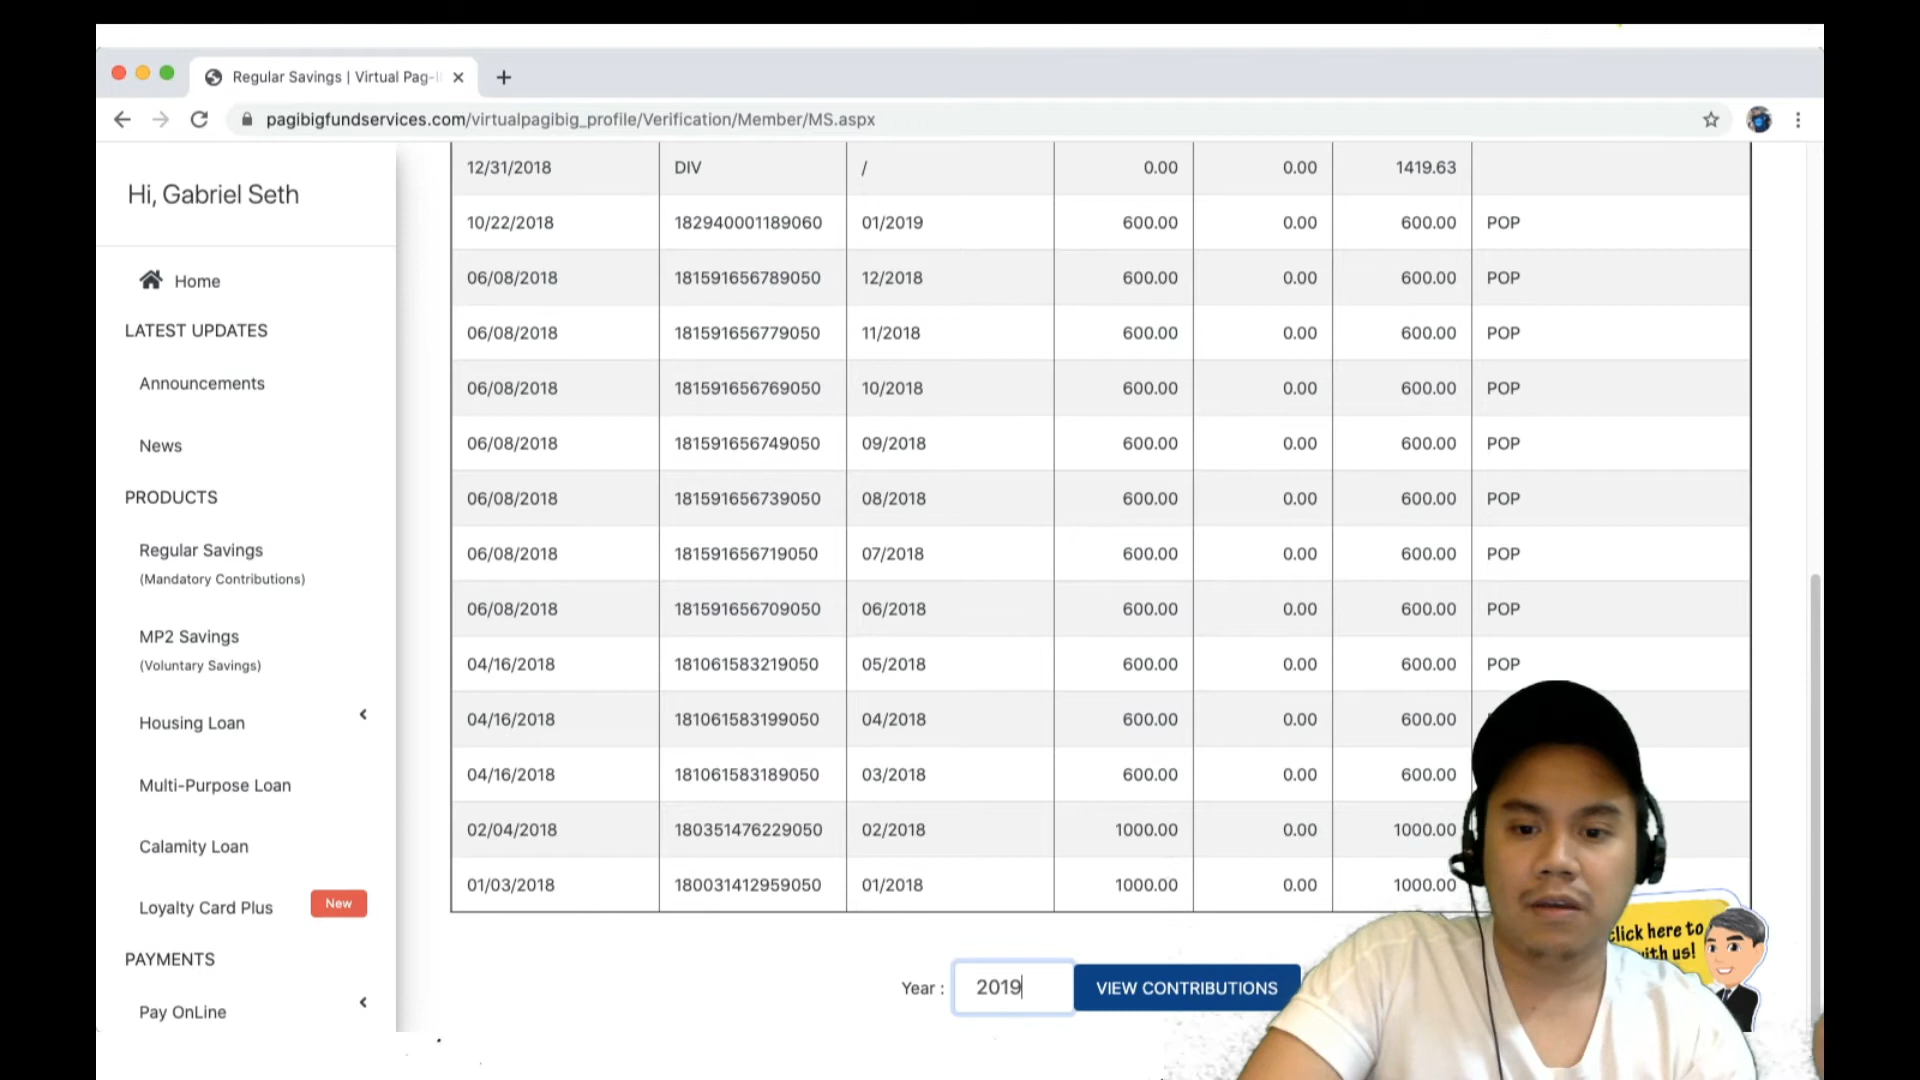 Regular Savings | Virtual Pag-I
pagibigfundservices.com/virtualpagibig_profile/Verification/Member/MS.aspx
Hi, Gabriel Seth
Home
LATEST UPDATES
Announcements
News
PRODUCTS
Regular Savings
(Mandatory Contributions)
MP2 Savings
(Voluntary Savings)
Housing Loan
Multi-Purpose Loan
Calamity Loan
Loyalty Card Plus New
PAYMENTS
Pay OnLine
12/31/2018 DIV / 0.00 0.00 1419.63
10/22/2018 182940001189060 01/2019 600.00 0.00 600.00 POP
06/08/2018 181591656789050 12/2018 600.00 0.00 600.00 POP
06/08/2018 181591656779050 11/2018 600.00 0.00 600.00 POP
06/08/2018 181591656769050 10/2018 600.00 0.00 600.00 POP
06/08/2018 181591656749050 09/2018 600.00 0.00 600.00 POP
06/08/2018 181591656739050 08/2018 600.00 0.00 600.00 POP
06/08/2018 181591656719050 07/2018 600.00 0.00 600.00 POP
06/08/2018 181591656709050 06/2018 600.00 0.00 600.00 POP
04/16/2018 181061583219050 05/2018 600.00 0.00 600.00 POP
04/16/2018 181061583199050 04/2018 600.00 0.00 600.00
04/16/2018 181061583189050 03/2018 600.00 0.00 600.00
02/04/2018 180351476229050 02/2018 1000.00 0.00 1000.00
01/03/2018 180031412959050 01/2018 1000.00 0.00 1000.00
Year : 2019 VIEW CONTRIBUTIONS
click here to
with us!